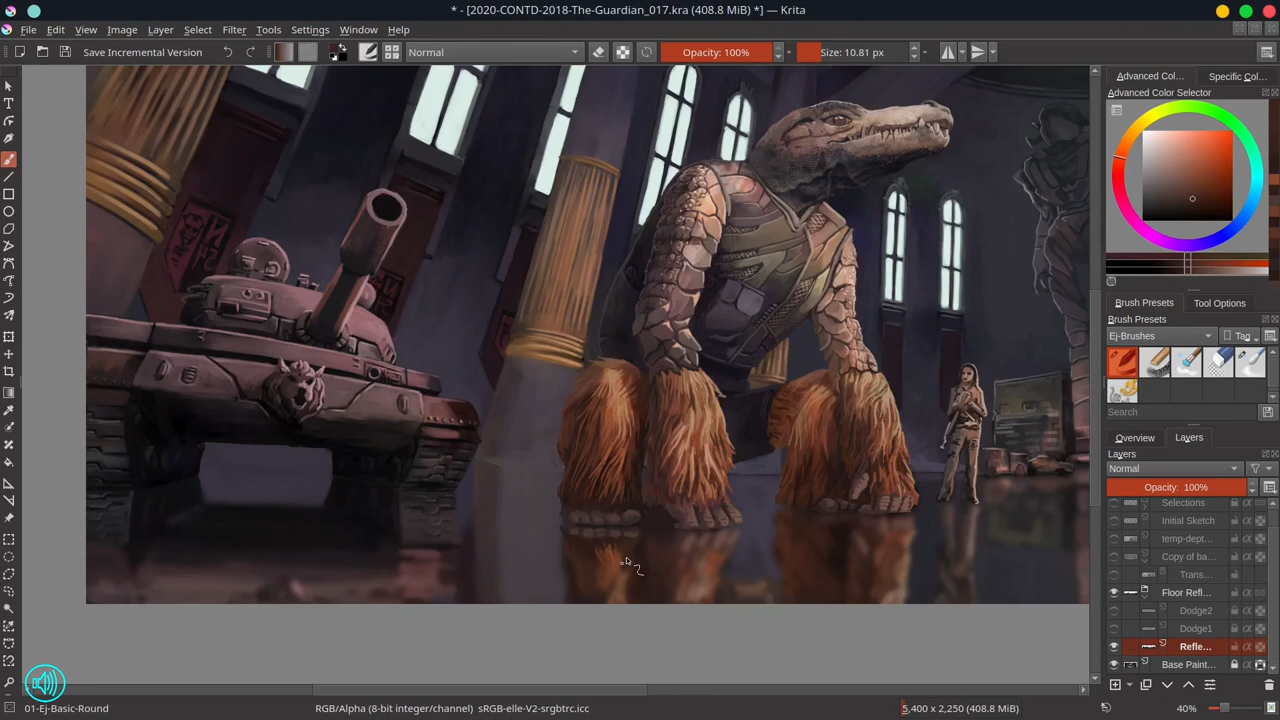 * - [2020-CONTD-2018-The-Guardian_017.kra (408.8 MiB) *] — Krita
File Edit View Image Layer Select Filter Tools Settings Window Help
Save Incremental Version Normal Opacity: 100% Size: 10.81 px
Advanced Col... Specific Col...
Advanced Color Selector
Brush Presets Tool Options
Brush Presets
Ej-Brushes Tag
Search
Overview Layers
Layers
Normal
Opacity: 100%
Selections
Initial Sketch
temp-dept...
Copy of ba...
Trans...
Floor Refl...
Dodge2
Dodge1
Refle...
Base Paint...
01-Ej-Basic-Round RGB/Alpha (8-bit integer/channel) sRGB-elle-V2-srgbtrc.icc 5,400 x 2,250 (408.8 MiB) 40%